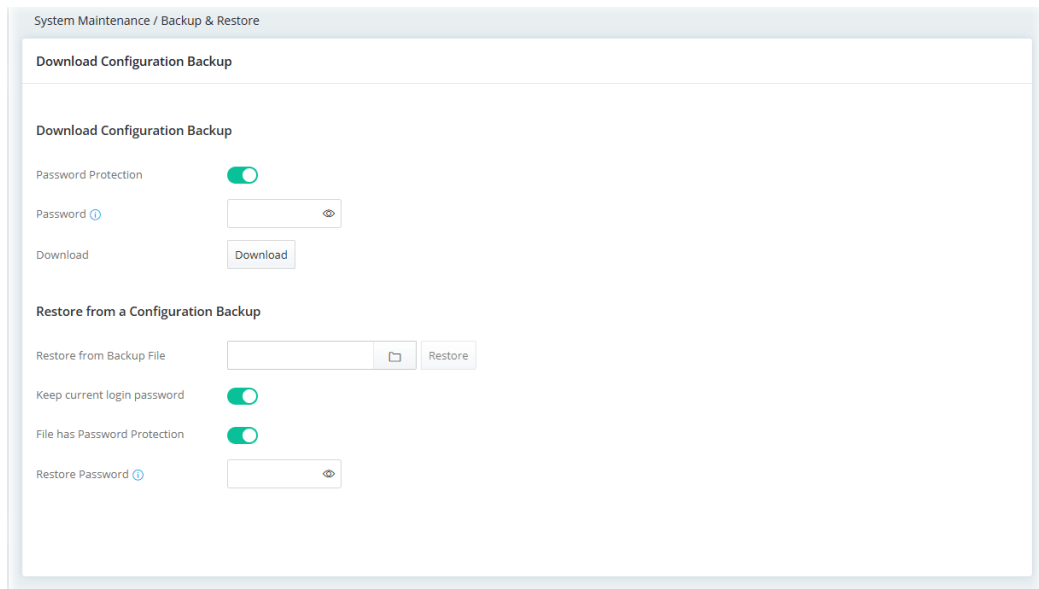 System Maintenance / Backup & Restore
Download Configuration Backup
Download Configuration Backup
Password Protection
Password
Download Download
Restore from a Configuration Backup
Restore from Backup File Restore
Keep current login password
File has Password Protection
Restore Password